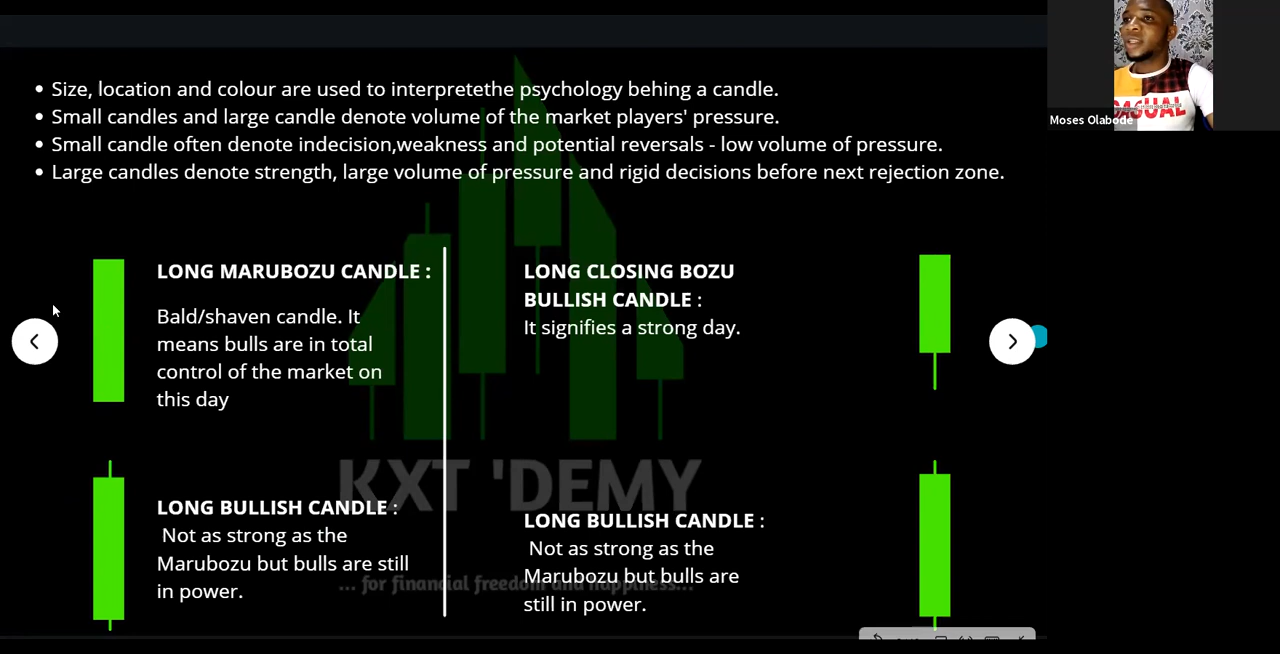 Size, location and colour are used to interpretethe psychology behing a candle.
Small candles and large candle denote volume of the market players' pressure.
Small candle often denote indecision,weakness and potential reversals - low volume of pressure.
Large candles denote strength, large volume of pressure and rigid decisions before next rejection zone.
CASUAL
Moses Olabode
LONG MARUBOZU CANDLE :
Bald/shaven candle. It
means bulls are in total
control of the market on
this day
LONG CLOSING BOZU
BULLISH CANDLE :
It signifies a strong day.
KXT 'DEMY
... for financial freedom and happiness...
LONG BULLISH CANDLE :
Not as strong as the
Marubozu but bulls are still
in power.
LONG BULLISH CANDLE :
Not as strong as the
Marubozu but bulls are
still in power.